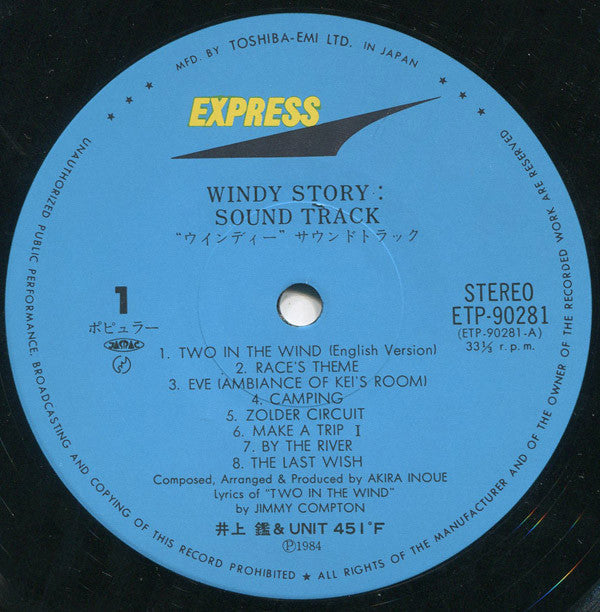 MFD. BY TOSHIBA-EMI LTD. IN JAPAN
EXPRESS
WINDY STORY:
SOUND TRACK
"ウインディー" サウンドトラック
1
ポピュラー
JASRAC
STEREO
ETP-90281
(ETP-90281-A)
33⅓ r.p.m.
1. TWO IN THE WIND (English Version)
2. RACE'S THEME
3. EVE (AMBIANCE OF KEI'S ROOM)
4. CAMPING
5. ZOLDER CIRCUIT
6. MAKE A TRIP I
7. BY THE RIVER
8. THE LAST WISH
Composed, Arranged & Produced by AKIRA INOUE
Lyrics of "TWO IN THE WIND"
by JIMMY COMPTON
井上 鑑 & UNIT 451°F
Ⓟ1984
UNAUTHORIZED PUBLIC PERFORMANCE, BROADCASTING AND COPYING OF THIS RECORD PROHIBITED ★ ALL RIGHTS OF THE MANUFACTURER AND OF THE OWNER OF THE RECORDED WORK ARE RESERVED